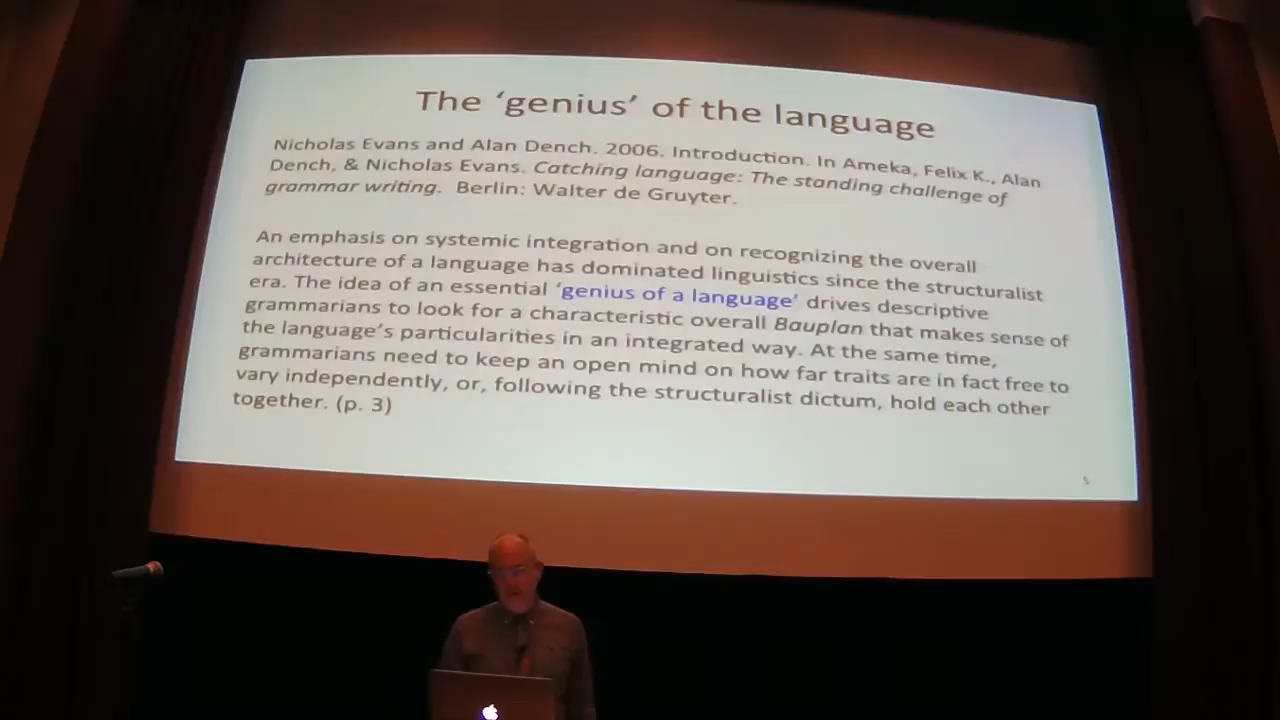 The ‘genius’ of the language
Nicholas Evans and Alan Dench. 2006. Introduction. In Ameka, Felix K., Alan
Dench, & Nicholas Evans. Catching language: The standing challenge of
grammar writing. Berlin: Walter de Gruyter.
An emphasis on systemic integration and on recognizing the overall
architecture of a language has dominated linguistics since the structuralist
era. The idea of an essential ‘genius of a language’ drives descriptive
grammarians to look for a characteristic overall Bauplan that makes sense of
the language’s particularities in an integrated way. At the same time,
grammarians need to keep an open mind on how far traits are in fact free to
vary independently, or, following the structuralist dictum, hold each other
together. (p. 3)
5